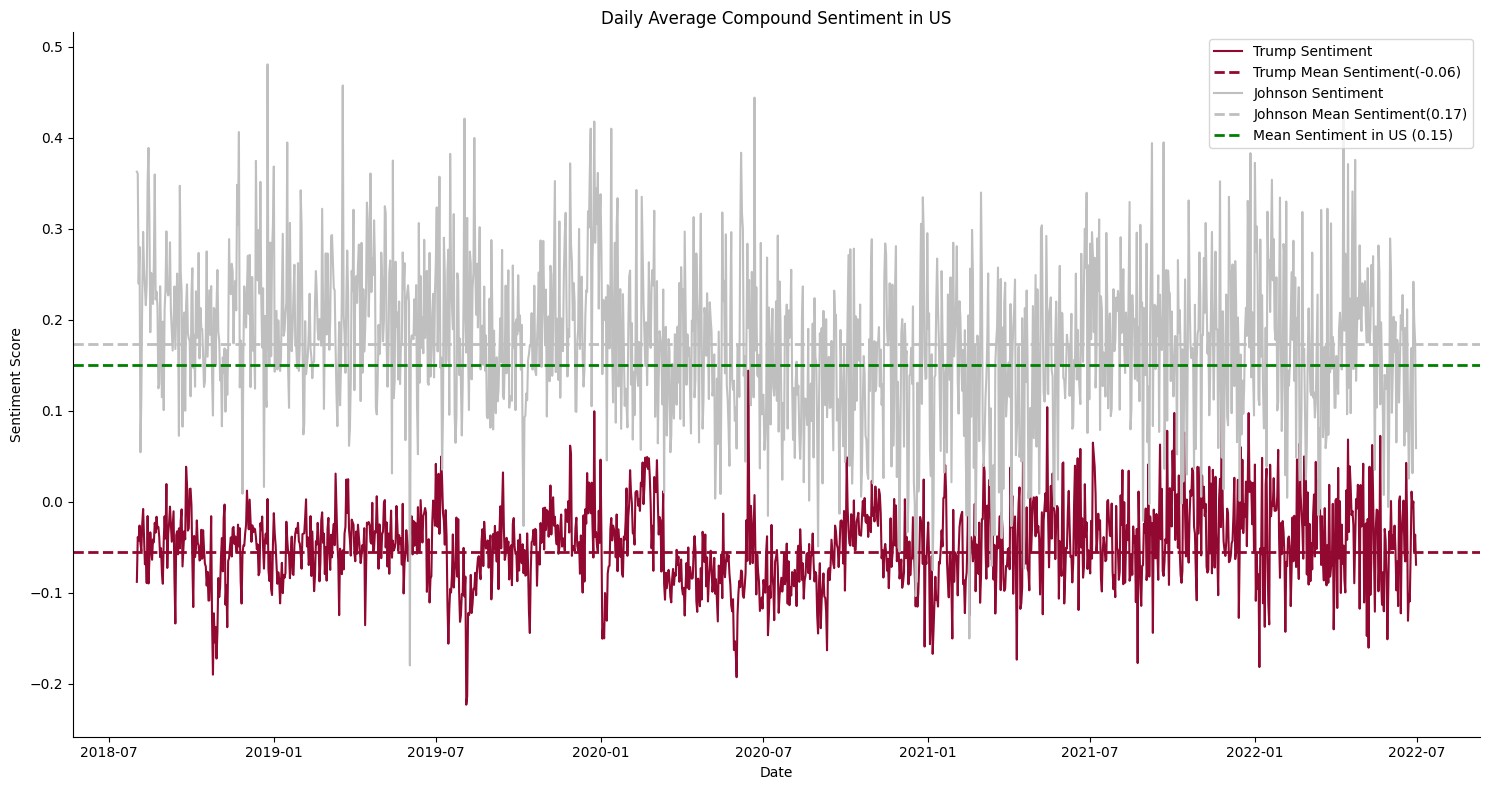 Daily Average Compound Sentiment in US
Trump Sentiment
Trump Mean Sentiment(-0.06)
Johnson Sentiment
Johnson Mean Sentiment(0.17)
Mean Sentiment in US (0.15)
Sentiment Score
0.5
0.4
0.3
0.2
0.1
0.0
−0.1
−0.2
2018-07 2019-01 2019-07 2020-01 2020-07 2021-01 2021-07 2022-01 2022-07
Date